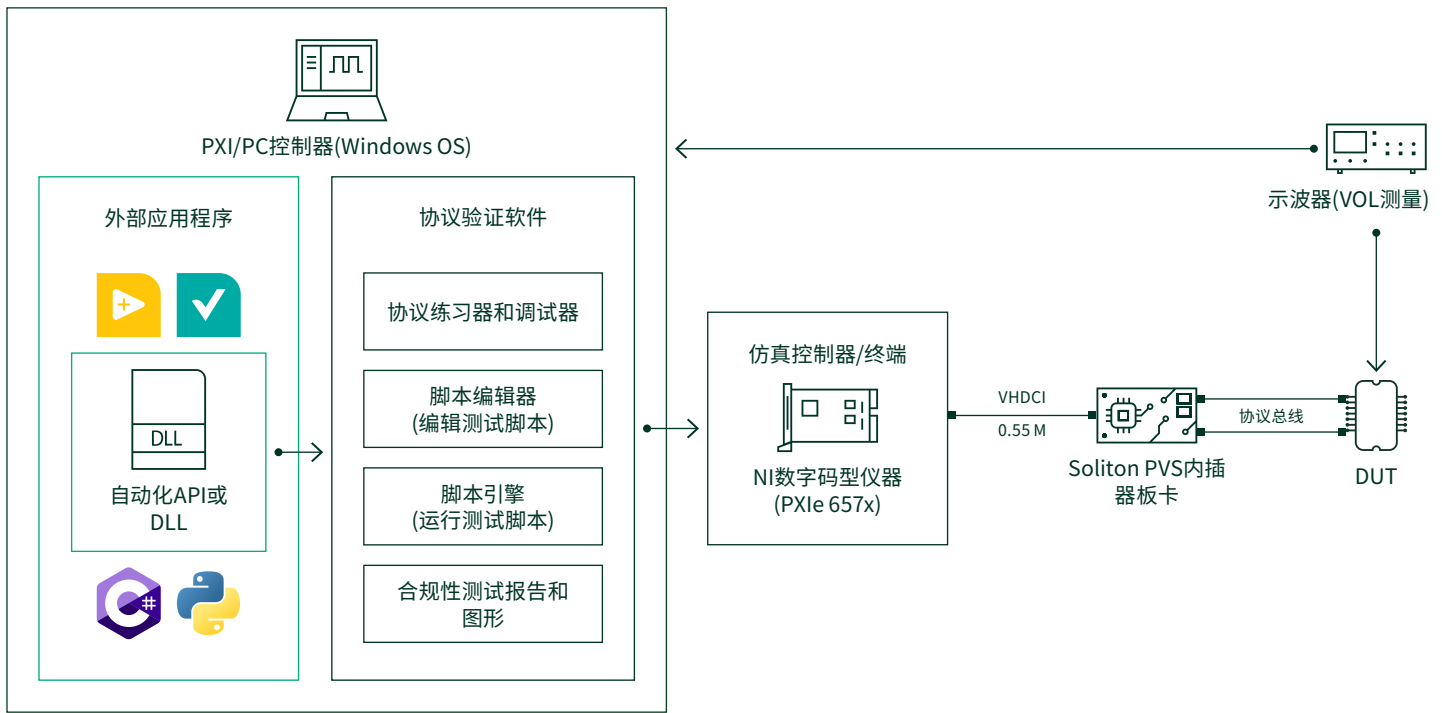 PXI/PC控制器(Windows OS)
外部应用程序
DLL
自动化API或
DLL
C#
协议验证软件
协议练习器和调试器
脚本编辑器
(编辑测试脚本)
脚本引擎
(运行测试脚本)
合规性测试报告和
图形
仿真控制器/终端
NI数字码型仪器
(PXIe 657x)
VHDCI
0.55 M
Soliton PVS内插
器板卡
协议总线
示波器(VOL测量)
DUT